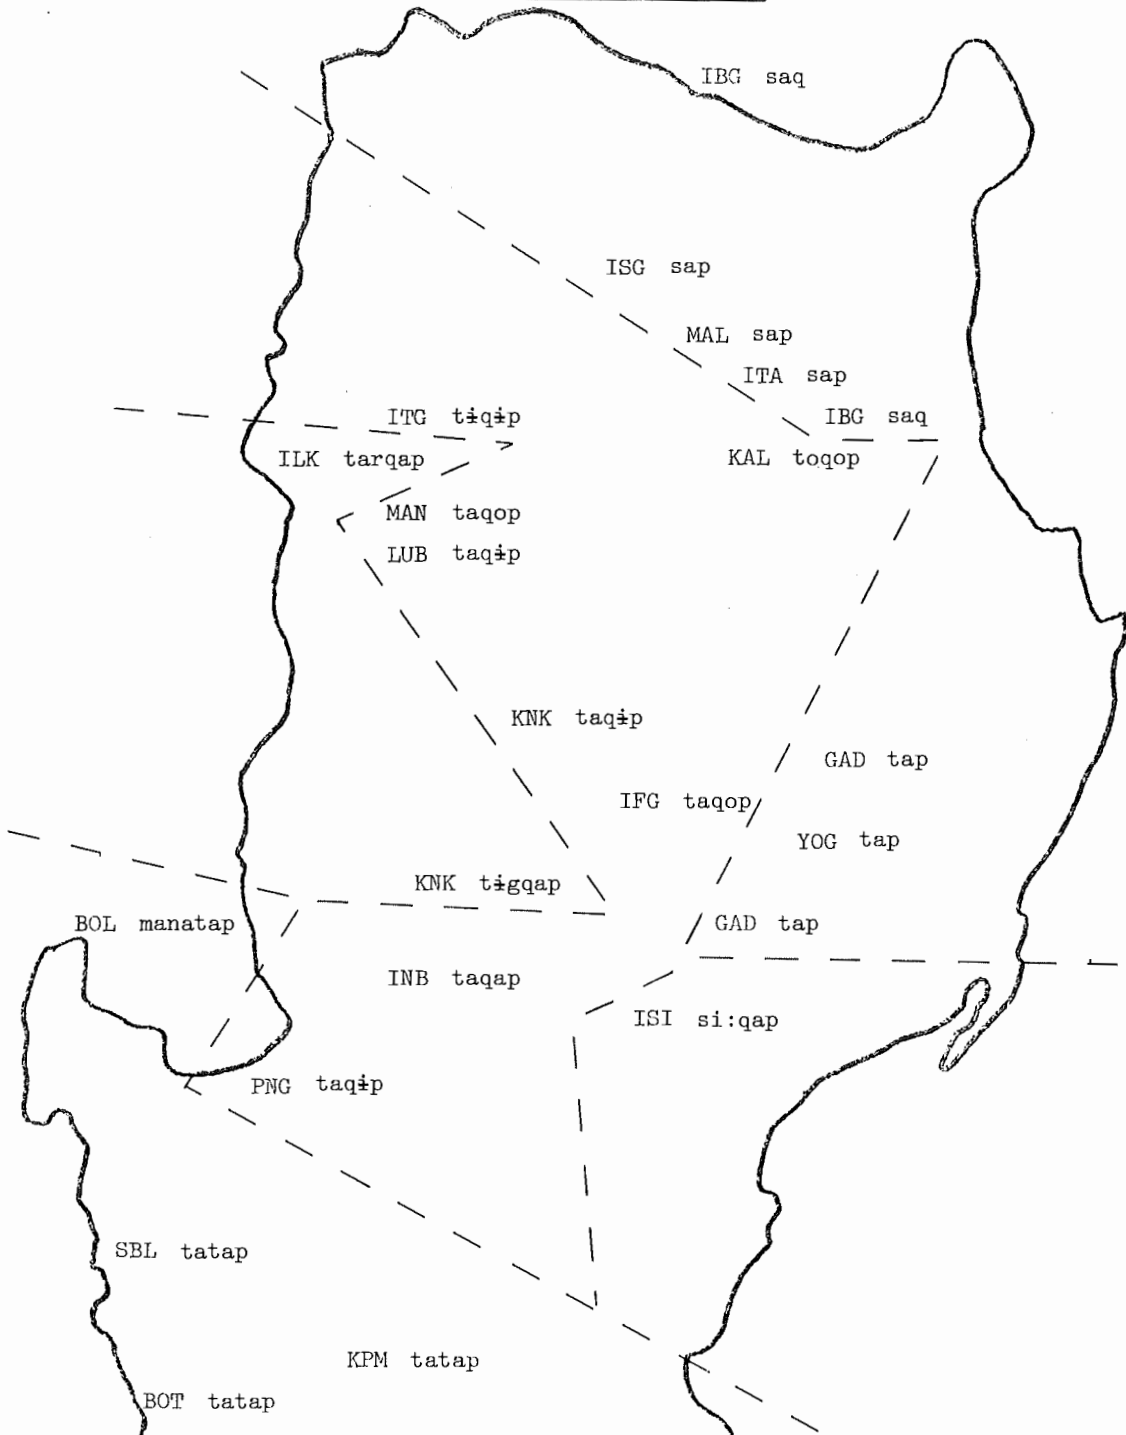 IBG saq
ISG sap
MAL sap
ITA sap
ITG tɨqɨp
IBG saq
ILK tarqap
KAL toqop
MAN taqop
LUB taqɨp
KNK taqɨp
GAD tap
IFG taqop
YOG tap
KNK tɨgqap
BOL manatap
GAD tap
INB taqap
ISI si:qap
PNG taqɨp
SBL tatap
KPM tatap
BOT tatap